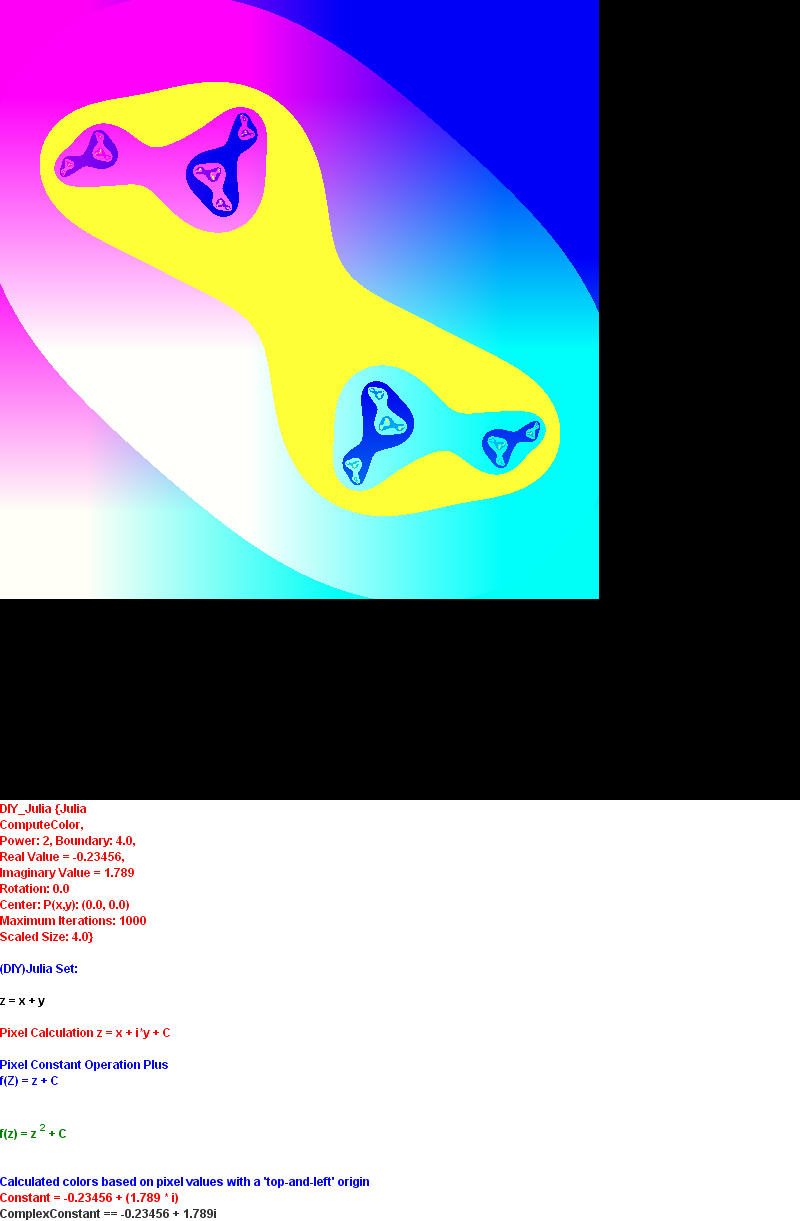 DIY_Julia {Julia
ComputeColor,
Power: 2, Boundary: 4.0,
Real Value = -0.23456,
Imaginary Value = 1.789
Rotation: 0.0
Center: P(x,y): (0.0, 0.0)
Maximum Iterations: 1000
Scaled Size: 4.0}
(DIY)Julia Set:
z = x + y
Pixel Calculation z = x + i*y + C
Pixel Constant Operation Plus
f(Z) = z + C
f(z) = z ² + C
Calculated colors based on pixel values with a 'top-and-left' origin
Constant = -0.23456 + (1.789 * i)
ComplexConstant == -0.23456 + 1.789i